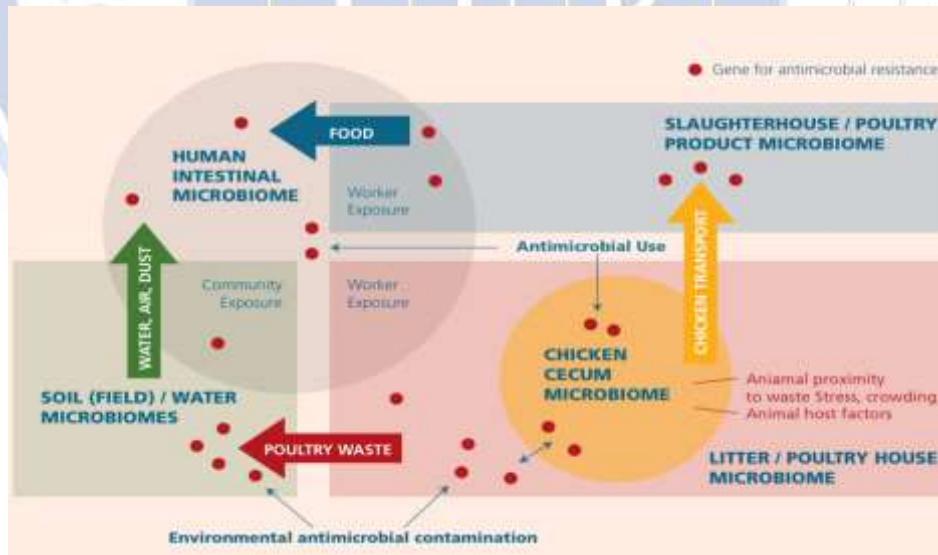 Gene for antimicrobial resistance
FOOD
SLAUGHTERHOUSE / POULTRY
PRODUCT MICROBIOME
HUMAN
INTESTINAL
MICROBIOME
Worker
Exposure
WATER, AIR, DUST
CHICKEN TRANSPORT
Antimicrobial Use
Community
Exposure
Worker
Exposure
CHICKEN
CECUM
MICROBIOME
Aniamal proximity
to waste Stress, crowding
Animal host factors
SOIL (FIELD) / WATER
MICROBIOMES
POULTRY WASTE
LITTER / POULTRY HOUSE
MICROBIOME
Environmental antimicrobial contamination